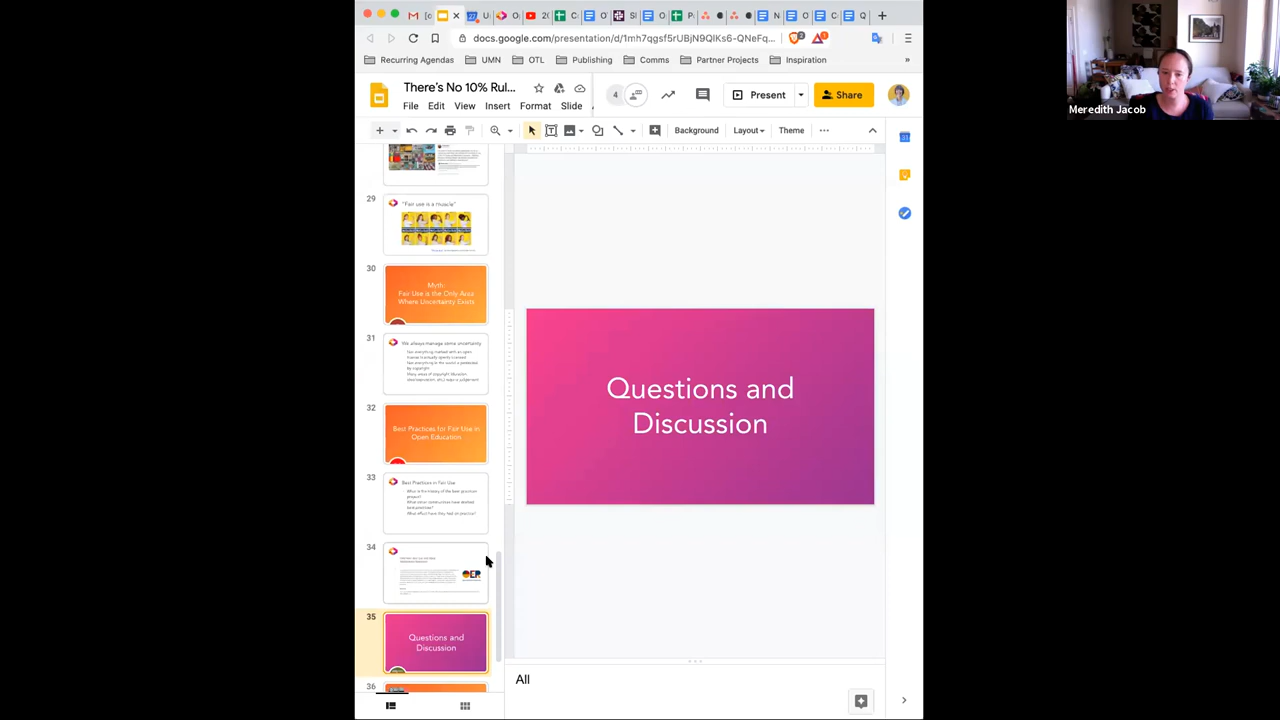 docs.google.com/presentation/d/1mh7qgsf5rUBjN9QIKs6-QNeFq...
Recurring Agendas
UMN
OTL
Publishing
Comms
Partner Projects
Inspiration
»
There's No 10% Rul...
File Edit View Insert Format Slide
4
Present
Share
Background
Layout
Theme
29
"Fair use is a muscle"
30
Myth:
Fair Use is the Only Area
Where Uncertainty Exists
31
We always manage some uncertainty
32
Best Practices for Fair Use in
Open Education
33
Best Practices in Fair Use:
34
35
Questions and
Discussion
36
Questions and
Discussion
All
Meredith Jacob